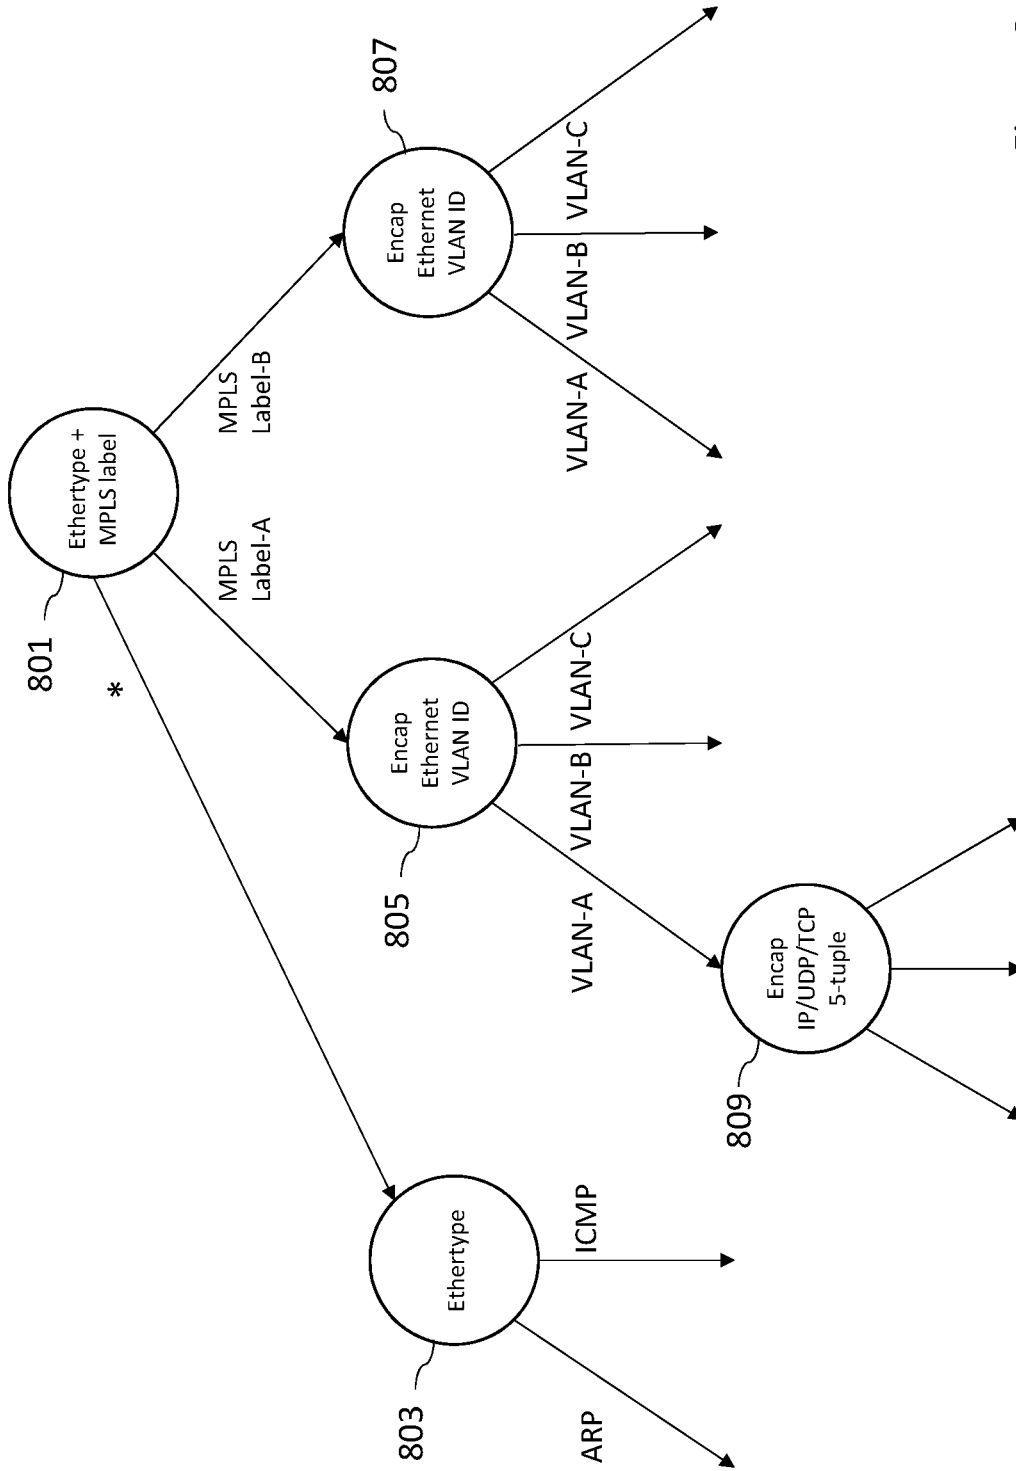 801
Ethertype +
MPLS label
*
MPLS
Label-A
MPLS
Label-B
803
Ethertype
805
Encap
Ethernet
VLAN ID
807
Encap
Ethernet
VLAN ID
ARP
ICMP
VLAN-A
VLAN-B
VLAN-C
VLAN-A
VLAN-B
VLAN-C
809
Encap
IP/UDP/TCP
5-tuple